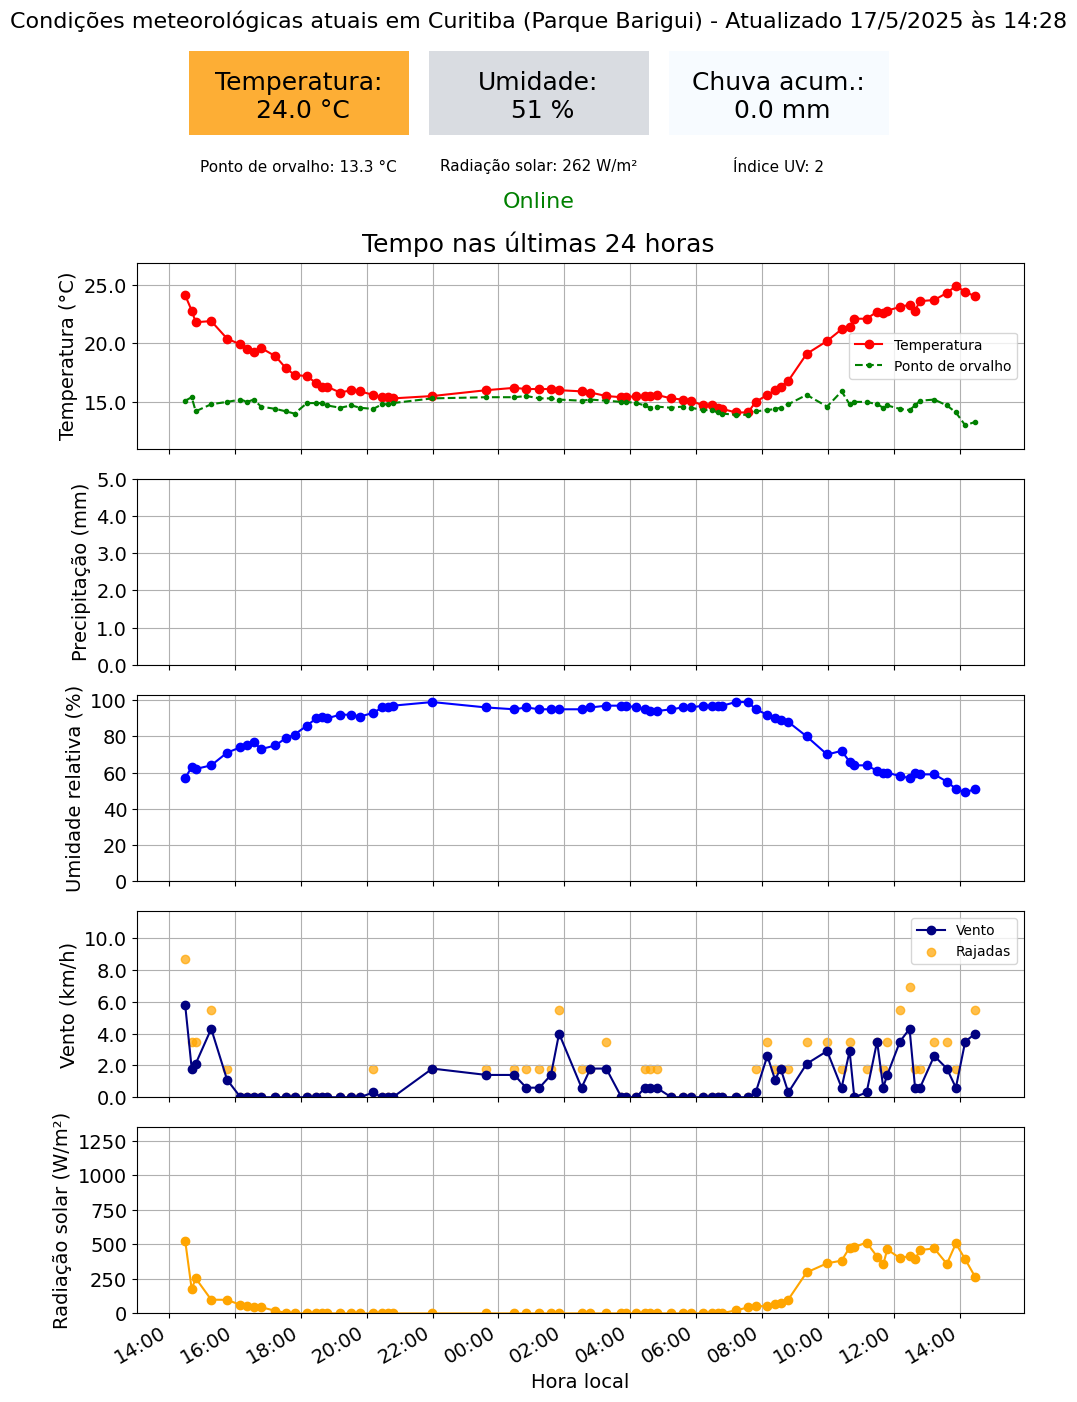 Condições meteorológicas atuais em Curitiba (Parque Barigui) - Atualizado 17/5/2025 às 14:28
Temperatura:
24.0 °C
Umidade:
51 %
Chuva acum.:
0.0 mm
Ponto de orvalho: 13.3 °C
Radiação solar: 262 W/m²
Índice UV: 2
Online
Tempo nas últimas 24 horas
Temperatura (°C)
25.0
20.0
15.0
Temperatura
Ponto de orvalho
Precipitação (mm)
5.0
4.0
3.0
2.0
1.0
0.0
Umidade relativa (%)
100
80
60
40
20
0
Vento (km/h)
10.0
8.0
6.0
4.0
2.0
0.0
Vento
Rajadas
Radiação solar (W/m²)
1250
1000
750
500
250
0
14:00
16:00
18:00
20:00
22:00
00:00
02:00
04:00
06:00
08:00
10:00
12:00
14:00
Hora local